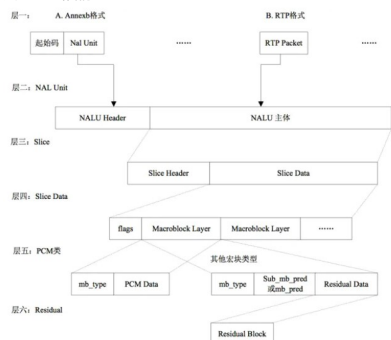 层一： A. Annexb格式 B. RTP格式
起始码 Nal Unit …… RTP Packet ……
层二：NAL Unit
NALU Header NALU 主体
层三：Slice
Slice Header Slice Data
层四：Slice Data
flags Macroblock Layer Macroblock Layer ……
层五：PCM类 其他宏块类型
mb_type PCM Data mb_type Sub_mb_pred Residual Data
或mb_pred
层六：Residual
Residual Block